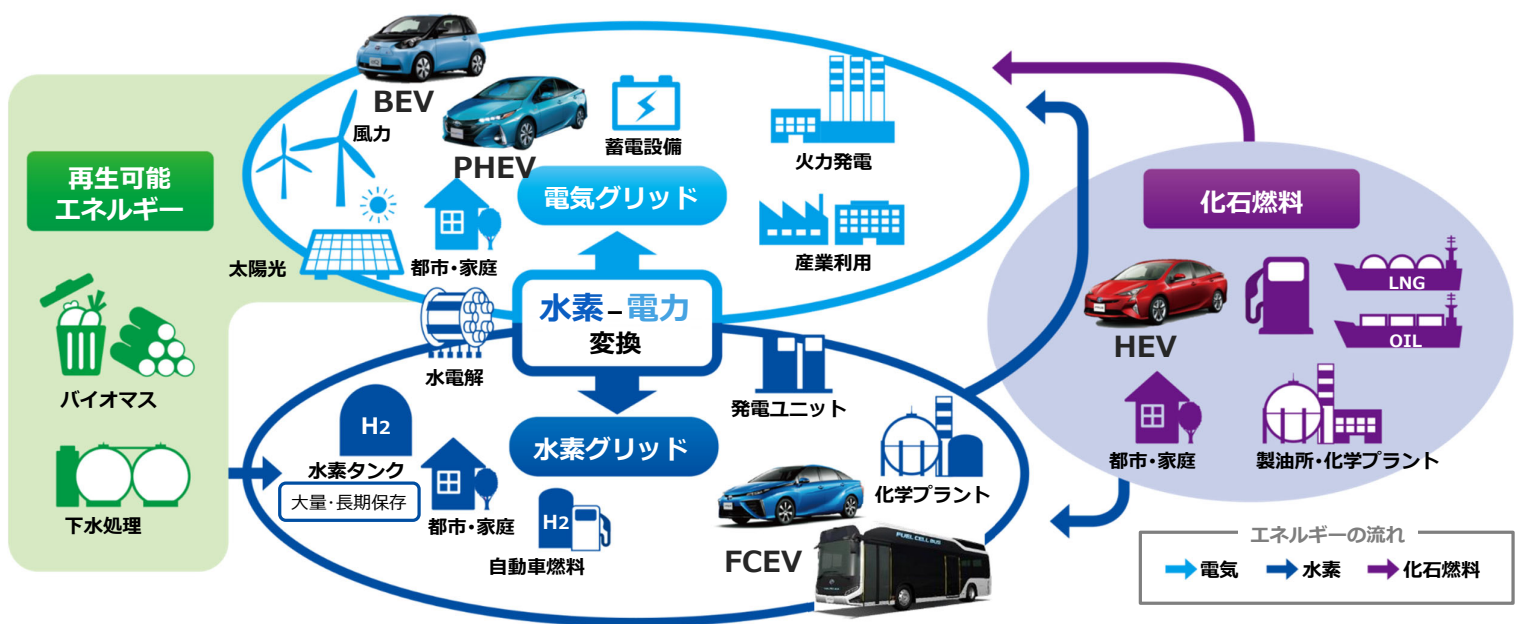 BEV
風力
PHEV
蓄電設備
火力発電
再生可能
エネルギー
電気グリッド
化石燃料
太陽光
都市・家庭
産業利用
LNG
OIL
HEV
水素–電力
変換
水電解
バイオマス
発電ユニット
H2
水素グリッド
水素タンク
大量・長期保存
都市・家庭
化学プラント
都市・家庭
製油所・化学プラント
下水処理
H2
自動車燃料
FCEV
FUEL CELL BUS
エネルギーの流れ
電気
水素
化石燃料